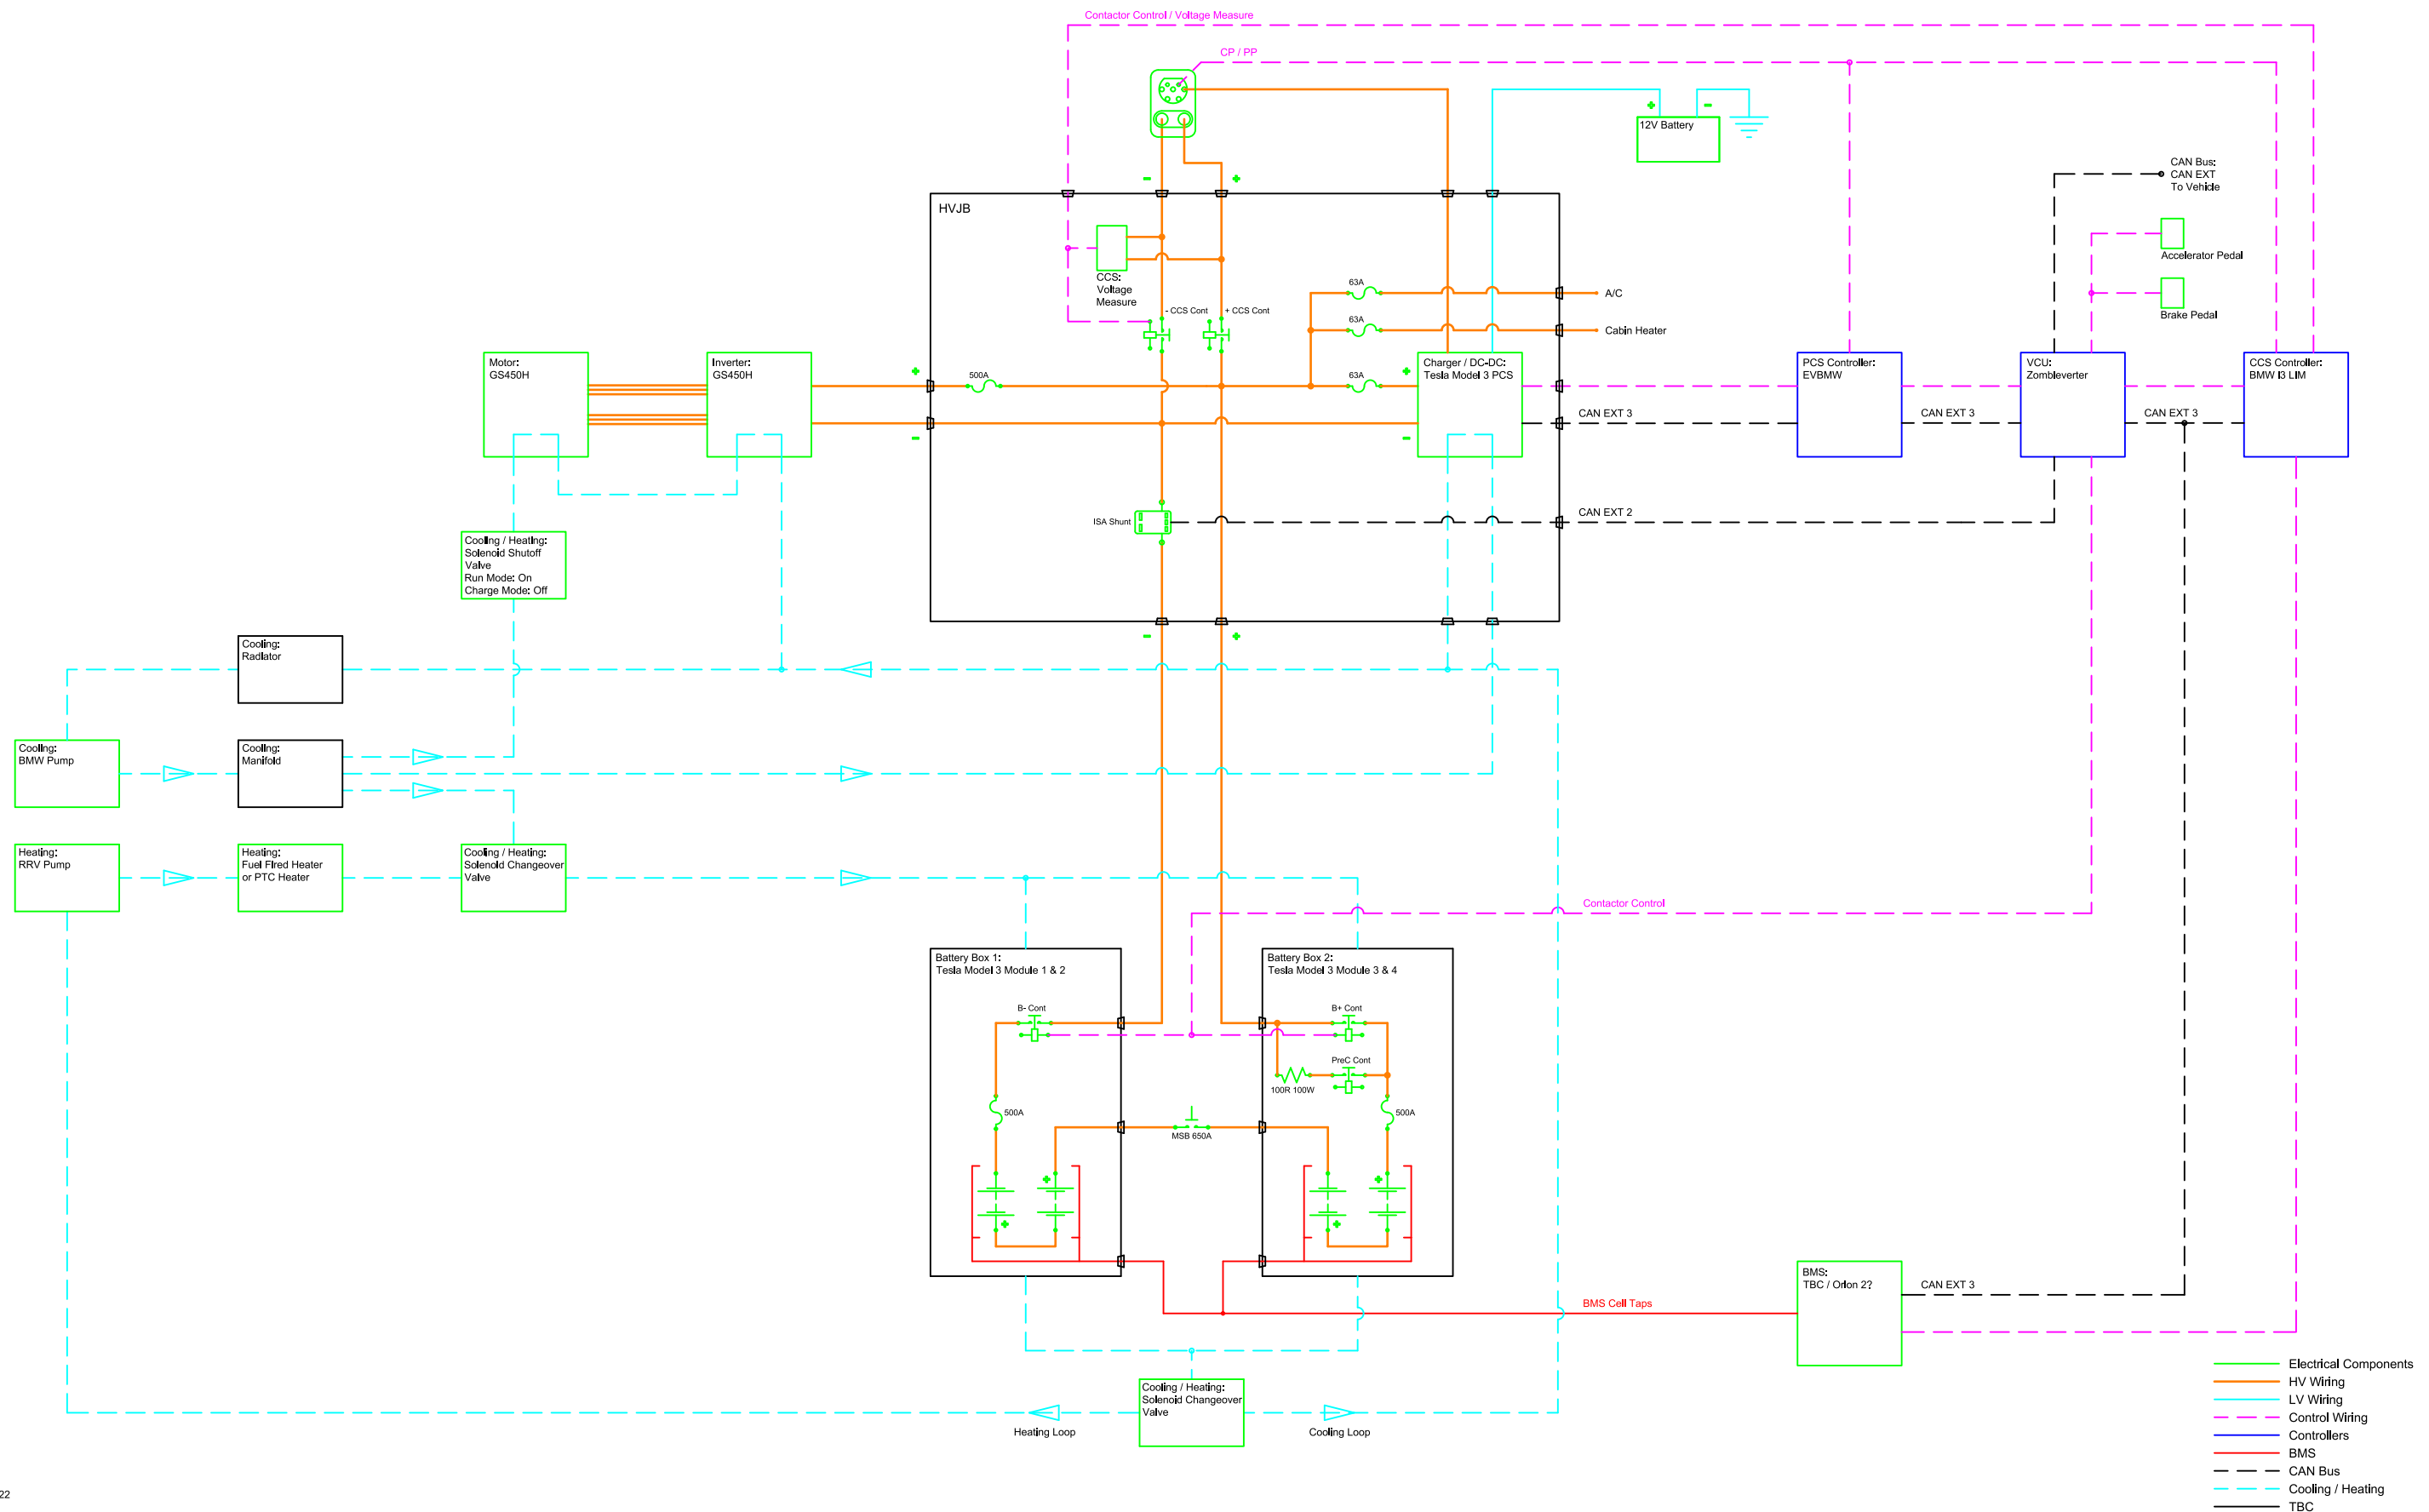 Contactor Control / Voltage Measure
CP / PP
12V Battery
CAN Bus:
CAN EXT
To Vehicle
HVJB
CCS:
Voltage
Measure
- CCS Cont
+ CCS Cont
63A
A/C
63A
Cabin Heater
Accelerator Pedal
Brake Pedal
Motor:
GS450H
Inverter:
GS450H
500A
63A
Charger / DC-DC:
Tesla Model 3 PCS
PCS Controller:
EVBMW
VCU:
Zombieverter
CCS Controller:
BMW I3 LIM
CAN EXT 3
CAN EXT 3
CAN EXT 3
ISA Shunt
CAN EXT 2
Cooling / Heating:
Solenoid Shutoff
Valve
Run Mode: On
Charge Mode: Off
Cooling:
Radiator
Cooling:
BMW Pump
Cooling:
Manifold
Heating:
RRV Pump
Heating:
Fuel Fired Heater
or PTC Heater
Cooling / Heating:
Solenoid Changeover
Valve
Contactor Control
Battery Box 1:
Tesla Model 3 Module 1 & 2
B- Cont
500A
Battery Box 2:
Tesla Model 3 Module 3 & 4
B+ Cont
PreC Cont
100R 100W
500A
MSB 650A
BMS Cell Taps
BMS:
TBC / Orion 2?
CAN EXT 3
Cooling / Heating:
Solenoid Changeover
Valve
Heating Loop
Cooling Loop
Electrical Components
HV Wiring
LV Wiring
Control Wiring
Controllers
BMS
CAN Bus
Cooling / Heating
TBC
22